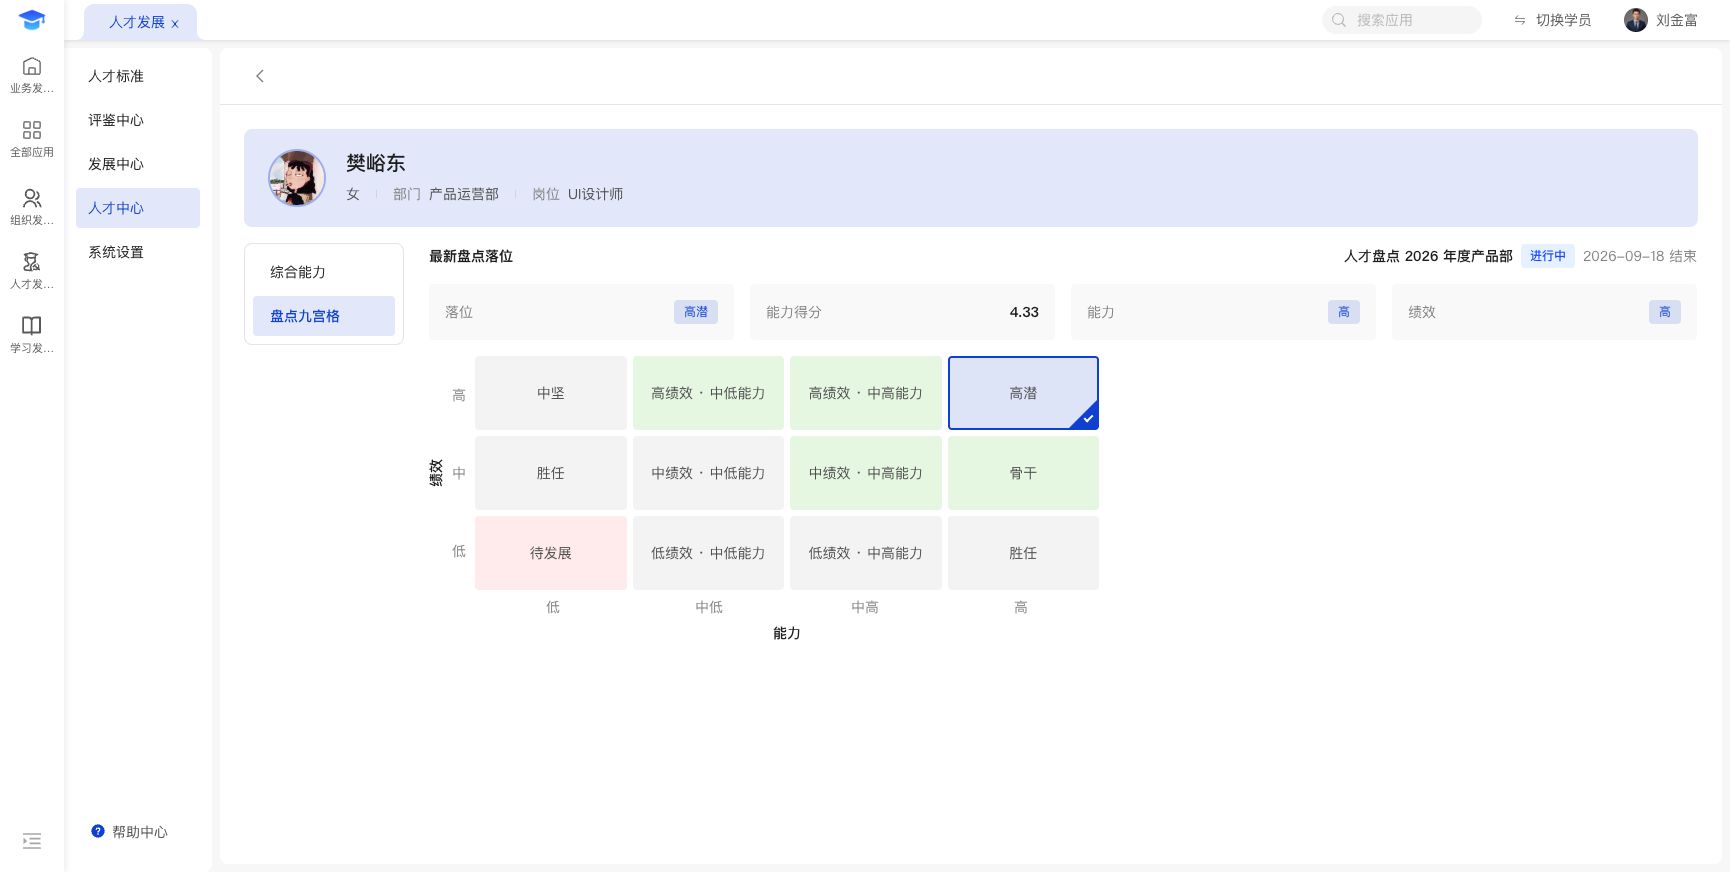 人才发展 x
搜索应用
切换学员
刘金富
业务发...
全部应用
组织发...
人才发...
学习发...
人才标准
评鉴中心
发展中心
人才中心
系统设置
帮助中心
樊峪东
女 部门 产品运营部 岗位 UI设计师
综合能力
盘点九宫格
最新盘点落位
人才盘点 2026 年度产品部 进行中 2026-09-18 结束
落位 高潜
能力得分 4.33
能力 高
绩效 高
绩效
高 中坚 高绩效 · 中低能力 高绩效 · 中高能力 高潜
中 胜任 中绩效 · 中低能力 中绩效 · 中高能力 骨干
低 待发展 低绩效 · 中低能力 低绩效 · 中高能力 胜任
低 中低 中高 高
能力